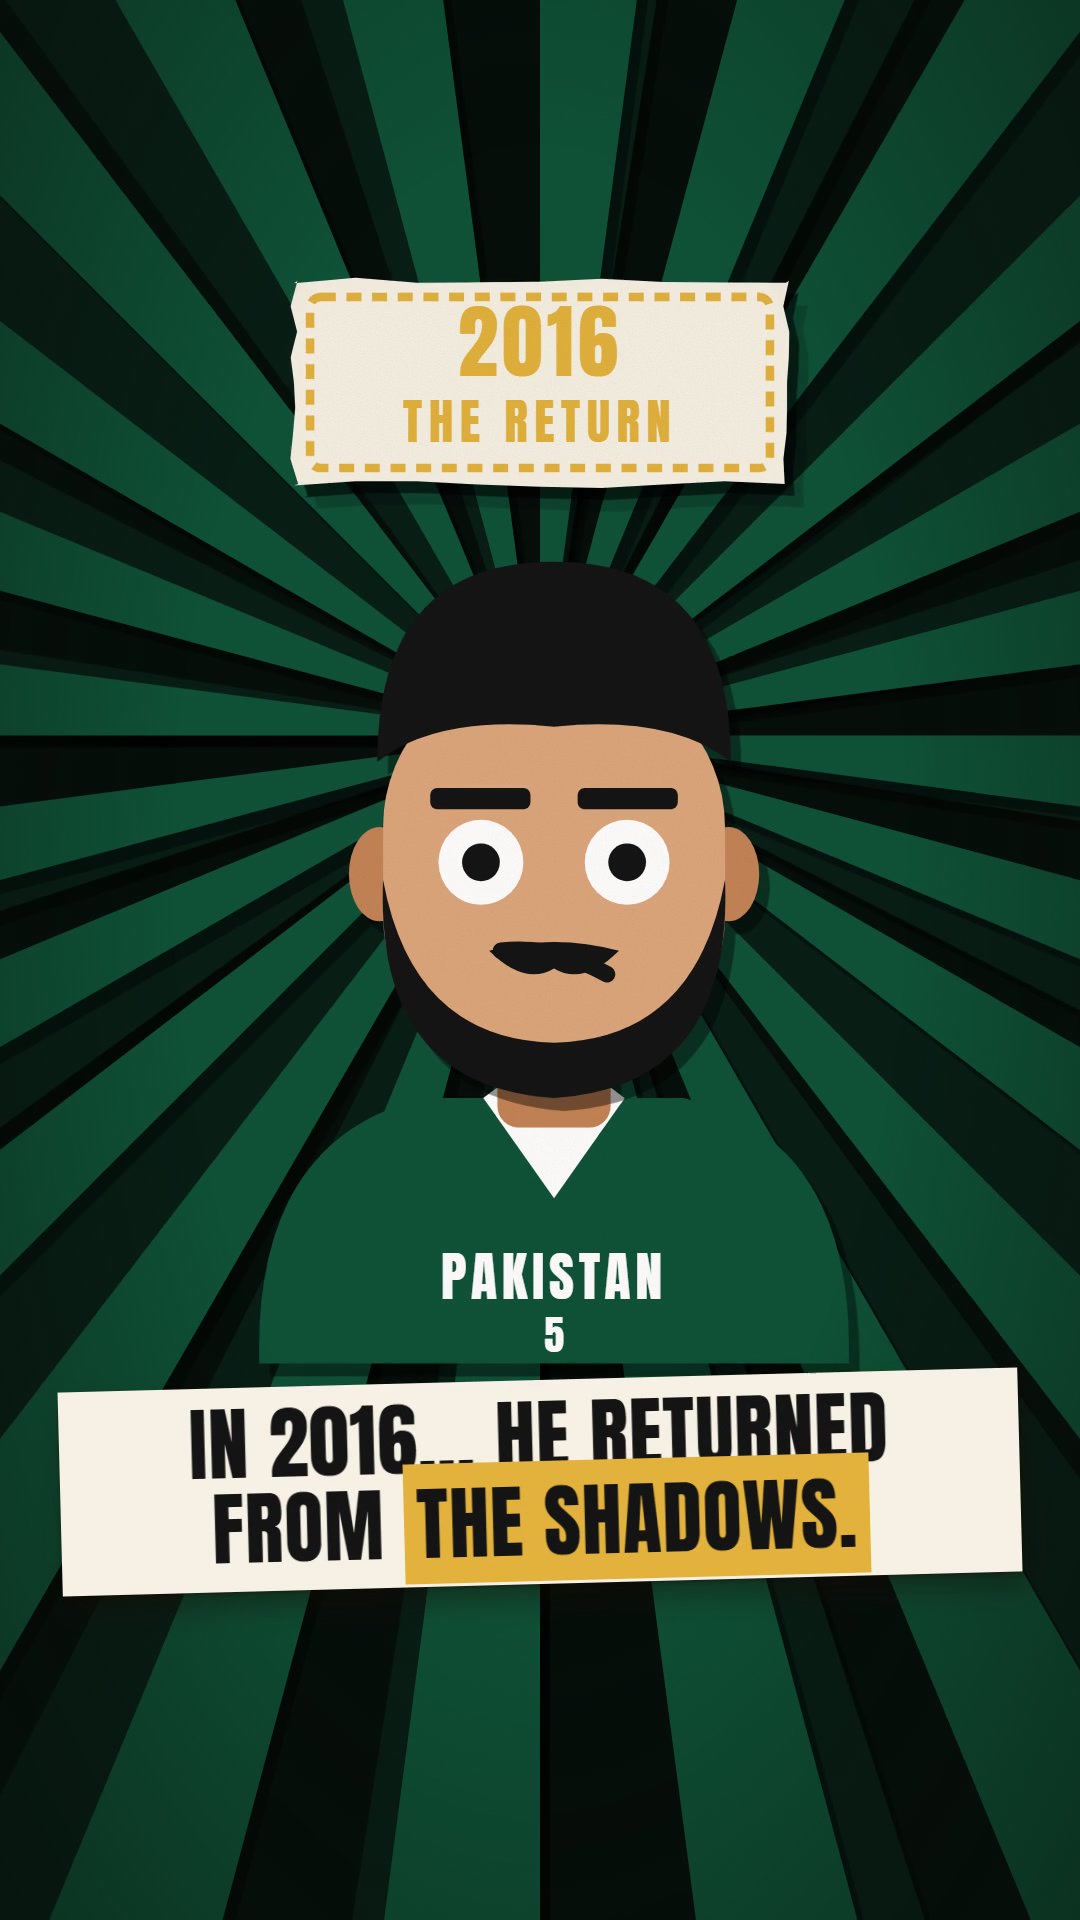 2016
THE RETURN
PAKISTAN
5
IN 2016... HE RETURNED
FROM THE SHADOWS.